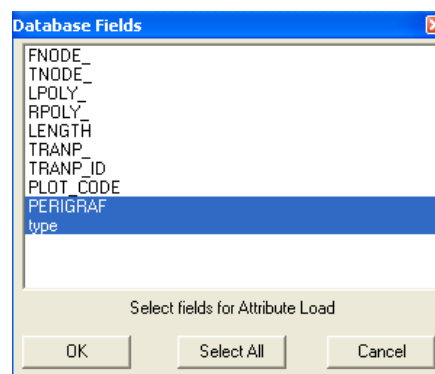 Database Fields
FNODE_
TNODE_
LPOLY_
RPOLY_
LENGTH
TRANP_
TRANP_ID
PLOT_CODE
PERIGRAF
type
Select fields for Attribute Load
OK Select All Cancel